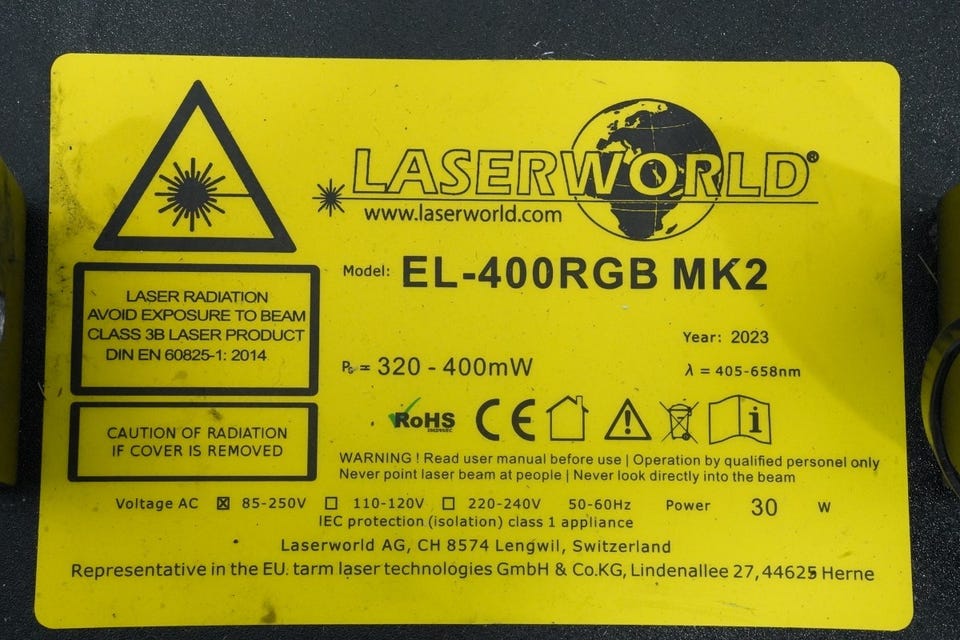 LASERWORLD®
www.laserworld.com
Model: EL-400RGB MK2
LASER RADIATION
AVOID EXPOSURE TO BEAM
CLASS 3B LASER PRODUCT
DIN EN 60825-1: 2014
Year: 2023
= 320 - 400mW
λ = 405-658nm
RoHS
CE
i
CAUTION OF RADIATION
IF COVER IS REMOVED
WARNING ! Read user manual before use | Operation by qualified personel only
Never point laser beam at people | Never look directly into the beam
Voltage AC ☒ 85-250V ☐ 110-120V ☐ 220-240V 50-60Hz Power 30 W
IEC protection (isolation) class 1 appliance
Laserworld AG, CH 8574 Lengwil, Switzerland
Representative in the EU: tarm laser technologies GmbH & Co.KG, Lindenallee 27, 44625 Herne